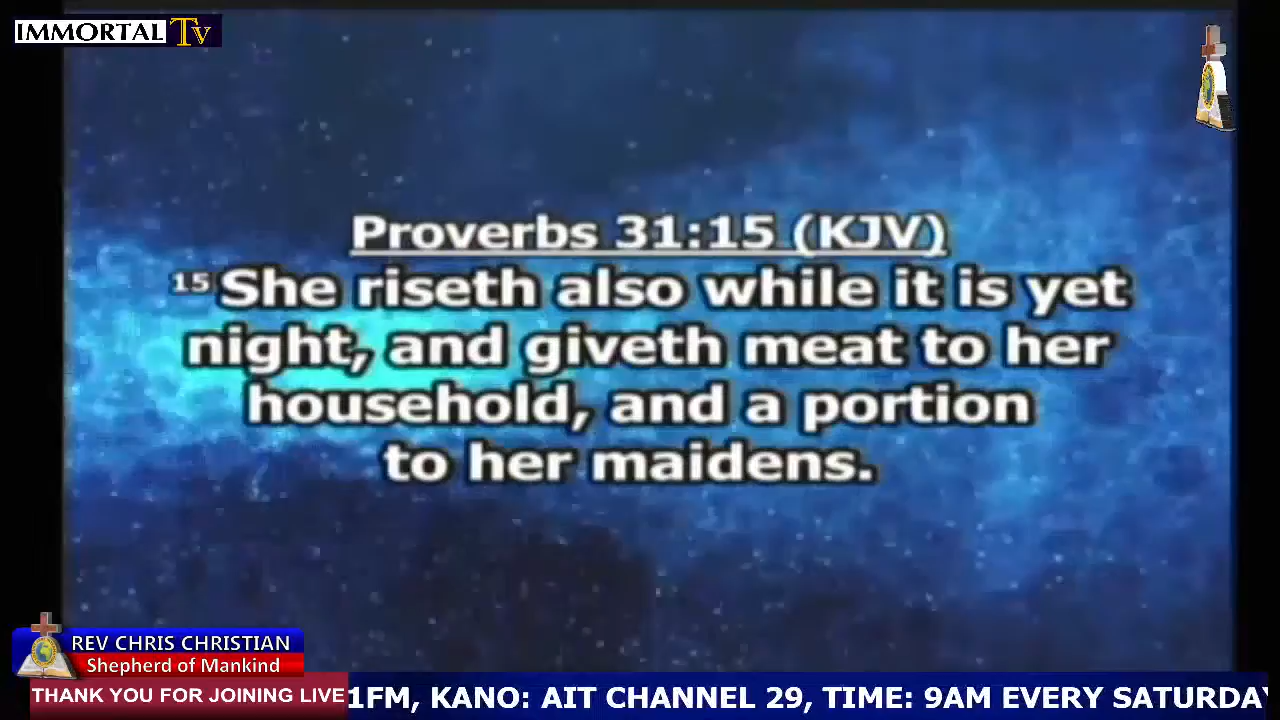 IMMORTAL Tv
Proverbs 31:15 (KJV)
15 She riseth also while it is yet
night, and giveth meat to her
household, and a portion
to her maidens.
REV CHRIS CHRISTIAN
Shepherd of Mankind
THANK YOU FOR JOINING LIVE 1FM, KANO: AIT CHANNEL 29, TIME: 9AM EVERY SATURDAY